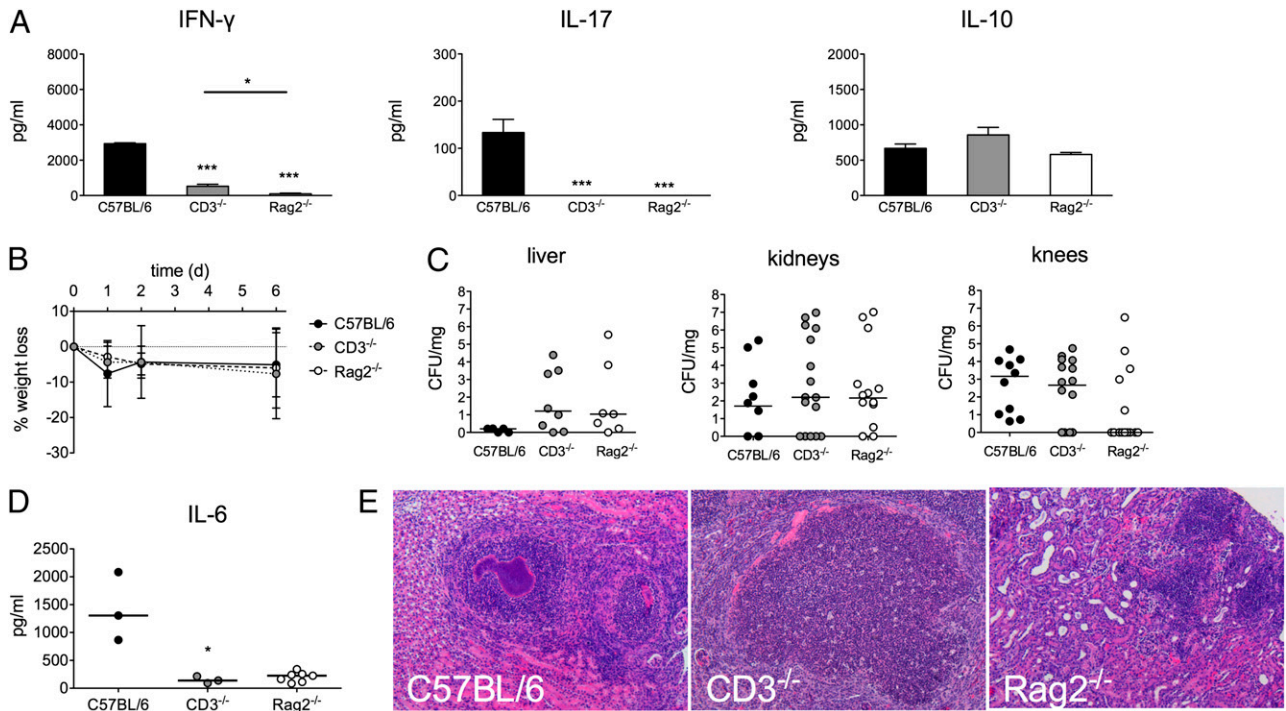 A
IFN-γ
pg/ml
8000
6000
4000
2000
0
*
***
***
C57BL/6 CD3-/- Rag2-/-
IL-17
pg/ml
300
200
100
0
***
***
C57BL/6 CD3-/- Rag2-/-
IL-10
pg/ml
2000
1500
1000
500
0
C57BL/6 CD3-/- Rag2-/-
B
time (d)
0 1 2 3 4 5 6
% weight loss
10
0
-10
-20
-30
C57BL/6
CD3-/-
Rag2-/-
C
liver
CFU/mg
8
7
6
5
4
3
2
1
0
C57BL/6 CD3-/- Rag2-/-
kidneys
CFU/mg
8
7
6
5
4
3
2
1
0
C57BL/6 CD3-/- Rag2-/-
knees
CFU/mg
8
7
6
5
4
3
2
1
0
C57BL/6 CD3-/- Rag2-/-
D
IL-6
pg/ml
2500
2000
1500
1000
500
0
*
C57BL/6 CD3-/- Rag2-/-
E
C57BL/6
CD3-/-
Rag2-/-